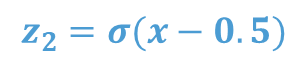 z₂ = σ(x − 0.5)